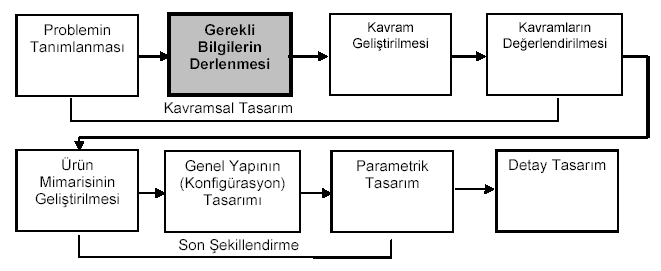 Problemin
Tanımlanması
Gerekli
Bilgilerin
Derlenmesi
Kavram
Geliştirilmesi
Kavramların
Değerlendirilmesi
Kavramsal Tasarım
Ürün
Mimarisinin
Geliştirilmesi
Genel Yapının
(Konfigürasyon)
Tasarımı
Parametrik
Tasarım
Detay Tasarım
Son Şekillendirme